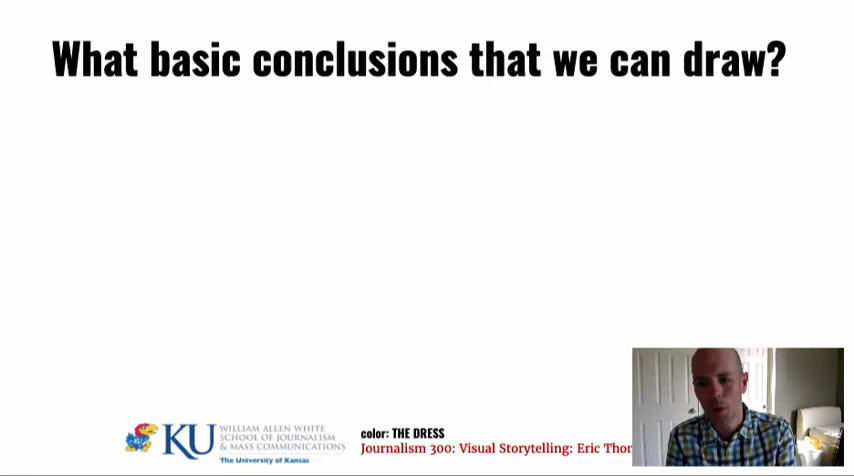 What basic conclusions that we can draw?
KU
WILLIAM ALLEN WHITE
SCHOOL OF JOURNALISM
& MASS COMMUNICATIONS
The University of Kansas
color: THE DRESS
Journalism 300: Visual Storytelling: Eric